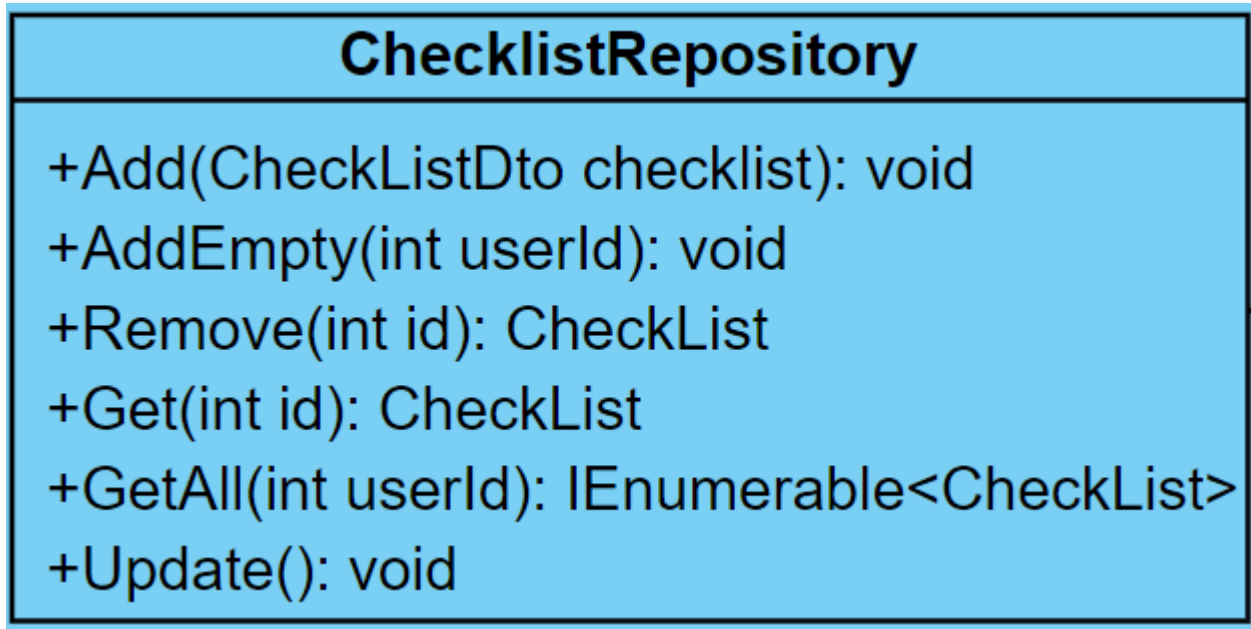 ChecklistRepository
+Add(CheckListDto checklist): void
+AddEmpty(int userId): void
+Remove(int id): CheckList
+Get(int id): CheckList
+GetAll(int userId): IEnumerable<CheckList>
+Update(): void